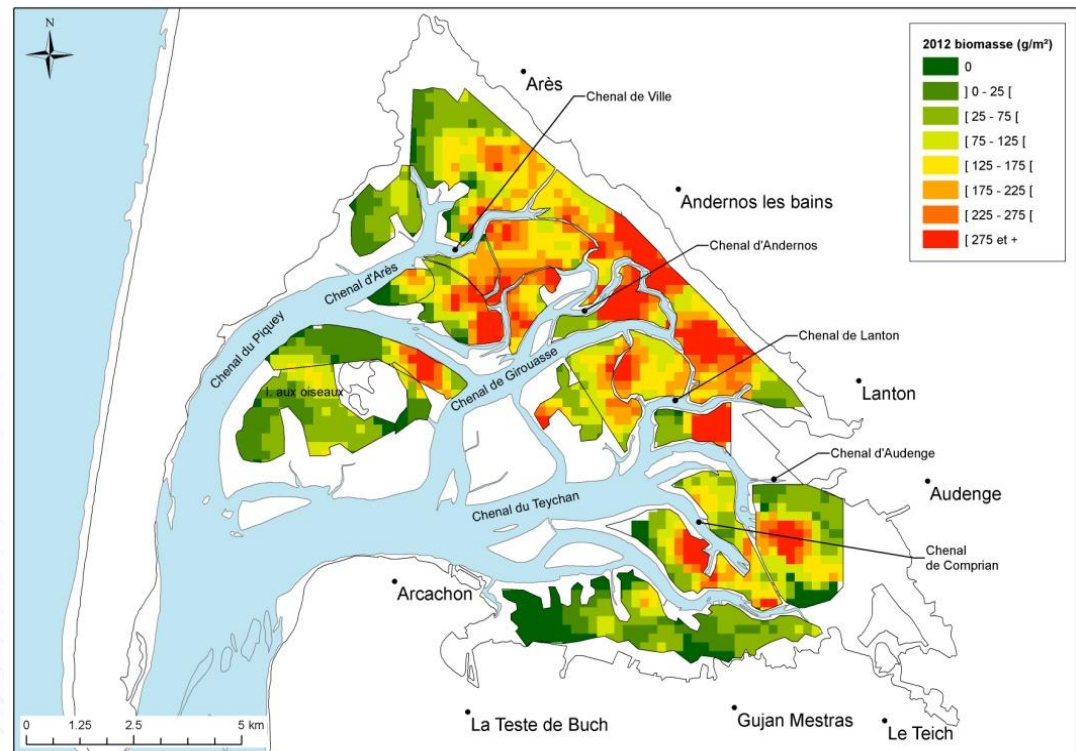 N
2012 biomasse (g/m²)
0
] 0 - 25 [
[ 25 - 75 [
[ 75 - 125 [
[ 125 - 175 [
[ 175 - 225 [
[ 225 - 275 [
[ 275 et +
Arès
Chenal de Ville
Andernos les bains
Chenal d'Andernos
Chenal d'Arès
Chenal du Piquey
Chenal de Lanton
Chenal de Girouasse
Lanton
I. aux oiseaux
Chenal d'Audenge
Audenge
Chenal du Teychan
Chenal
de Comprian
Arcachon
La Teste de Buch
Gujan Mestras
Le Teich
0 1.25 2.5 5 km